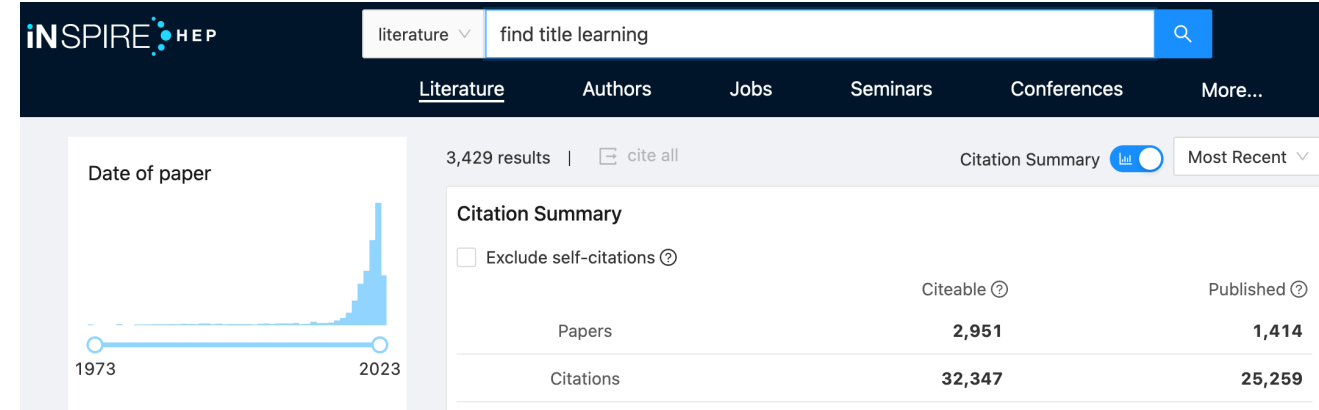 iNSPIRE HEP
literature
find title learning
Literature Authors Jobs Seminars Conferences More...
Date of paper
1973 2023
3,429 results | cite all
Citation Summary Most Recent
Citation Summary
Exclude self-citations ?
Citeable ? Published ?
Papers 2,951 1,414
Citations 32,347 25,259